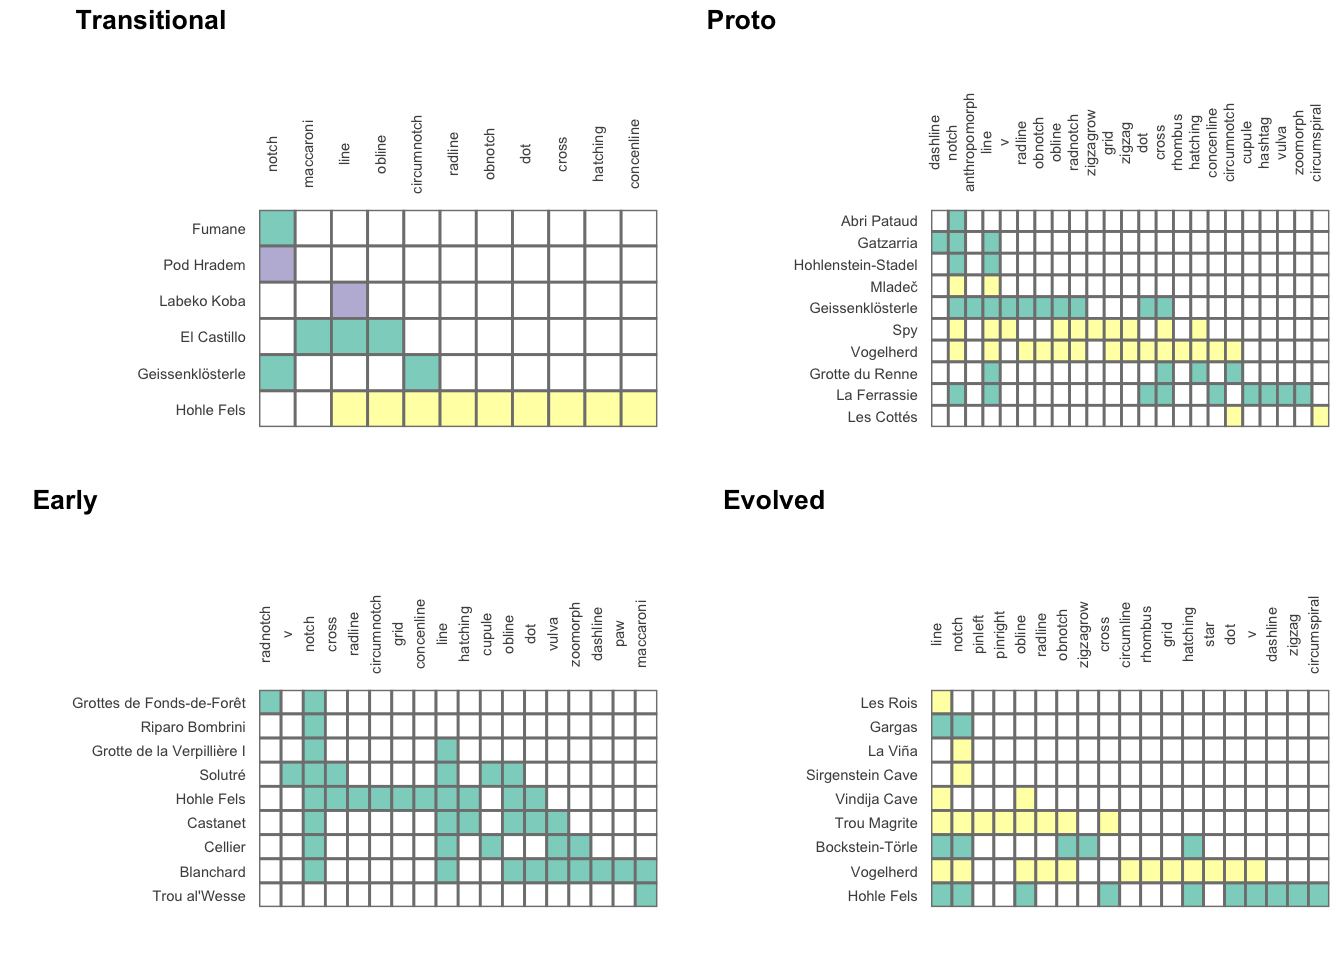 Transitional
notch
maccaroni
line
obline
circumnotch
radline
obnotch
dot
cross
hatching
concenline
Fumane
Pod Hradem
Labeko Koba
El Castillo
Geissenklösterle
Hohle Fels
Proto
dashline
notch
anthropomorph
line
v
radline
obnotch
obline
radnotch
zigzagrow
grid
zigzag
dot
cross
rhombus
hatching
concenline
circumnotch
cupule
hashtag
vulva
zoomorph
circumspiral
Abri Pataud
Gatzarria
Hohlenstein-Stadel
Mladeč
Geissenklösterle
Spy
Vogelherd
Grotte du Renne
La Ferrassie
Les Cottés
Early
radnotch
v
notch
cross
radline
circumnotch
grid
concenline
line
hatching
cupule
obline
dot
vulva
zoomorph
dashline
paw
maccaroni
Grottes de Fonds-de-Forêt
Riparo Bombrini
Grotte de la Verpillière I
Solutré
Hohle Fels
Castanet
Cellier
Blanchard
Trou al'Wesse
Evolved
line
notch
pinleft
pinright
obline
radline
obnotch
zigzagrow
cross
circumline
rhombus
grid
hatching
star
dot
v
dashline
zigzag
circumspiral
Les Rois
Gargas
La Viña
Sirgenstein Cave
Vindija Cave
Trou Magrite
Bockstein-Törle
Vogelherd
Hohle Fels